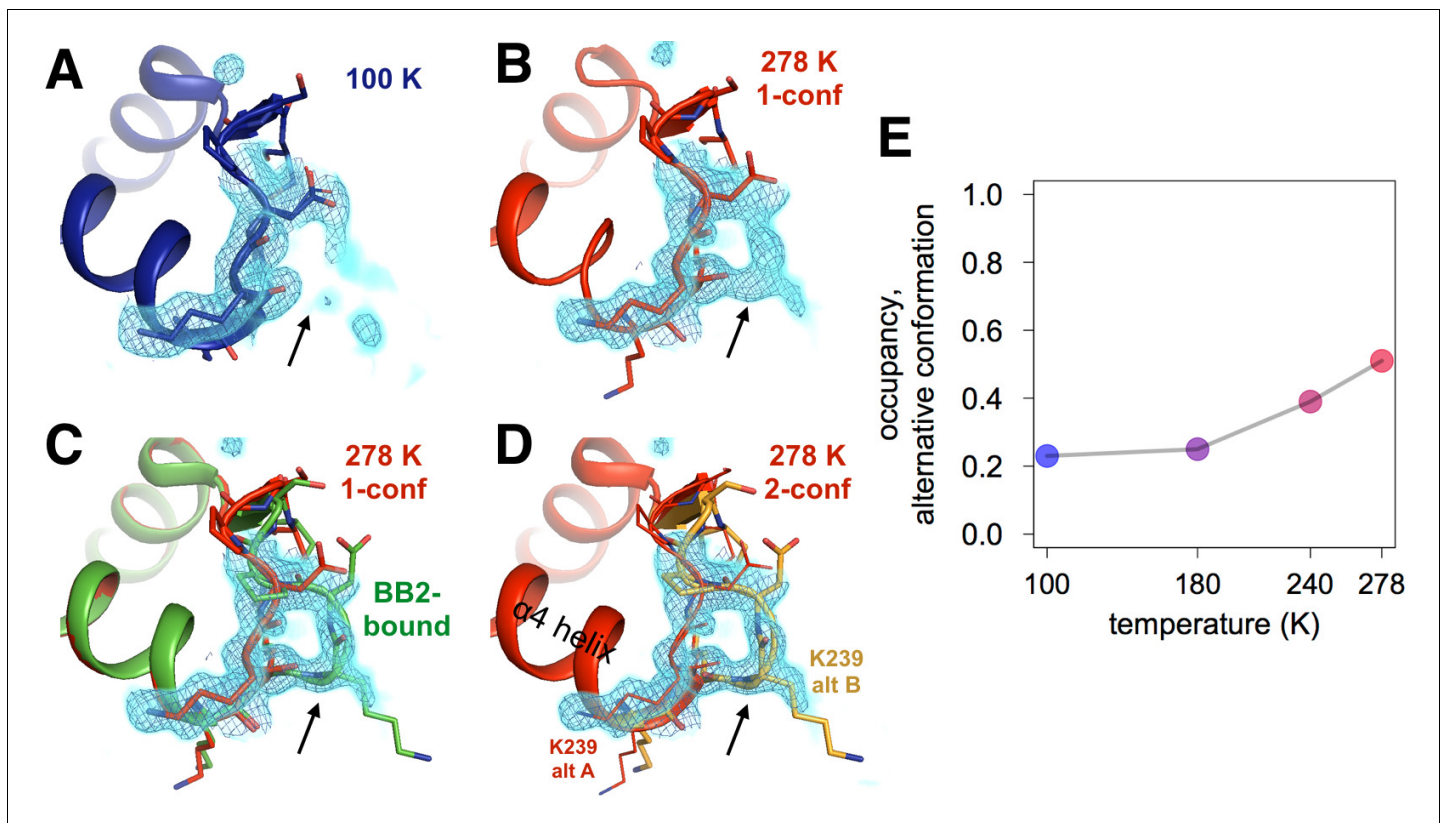 A
100 K
B
278 K
1-conf
C
278 K
1-conf
BB2-
bound
D
278 K
2-conf
α4 helix
K239
alt B
K239
alt A
E
occupancy,
alternative conformation
1.0
0.8
0.6
0.4
0.2
0.0
100
180
240
278
temperature (K)